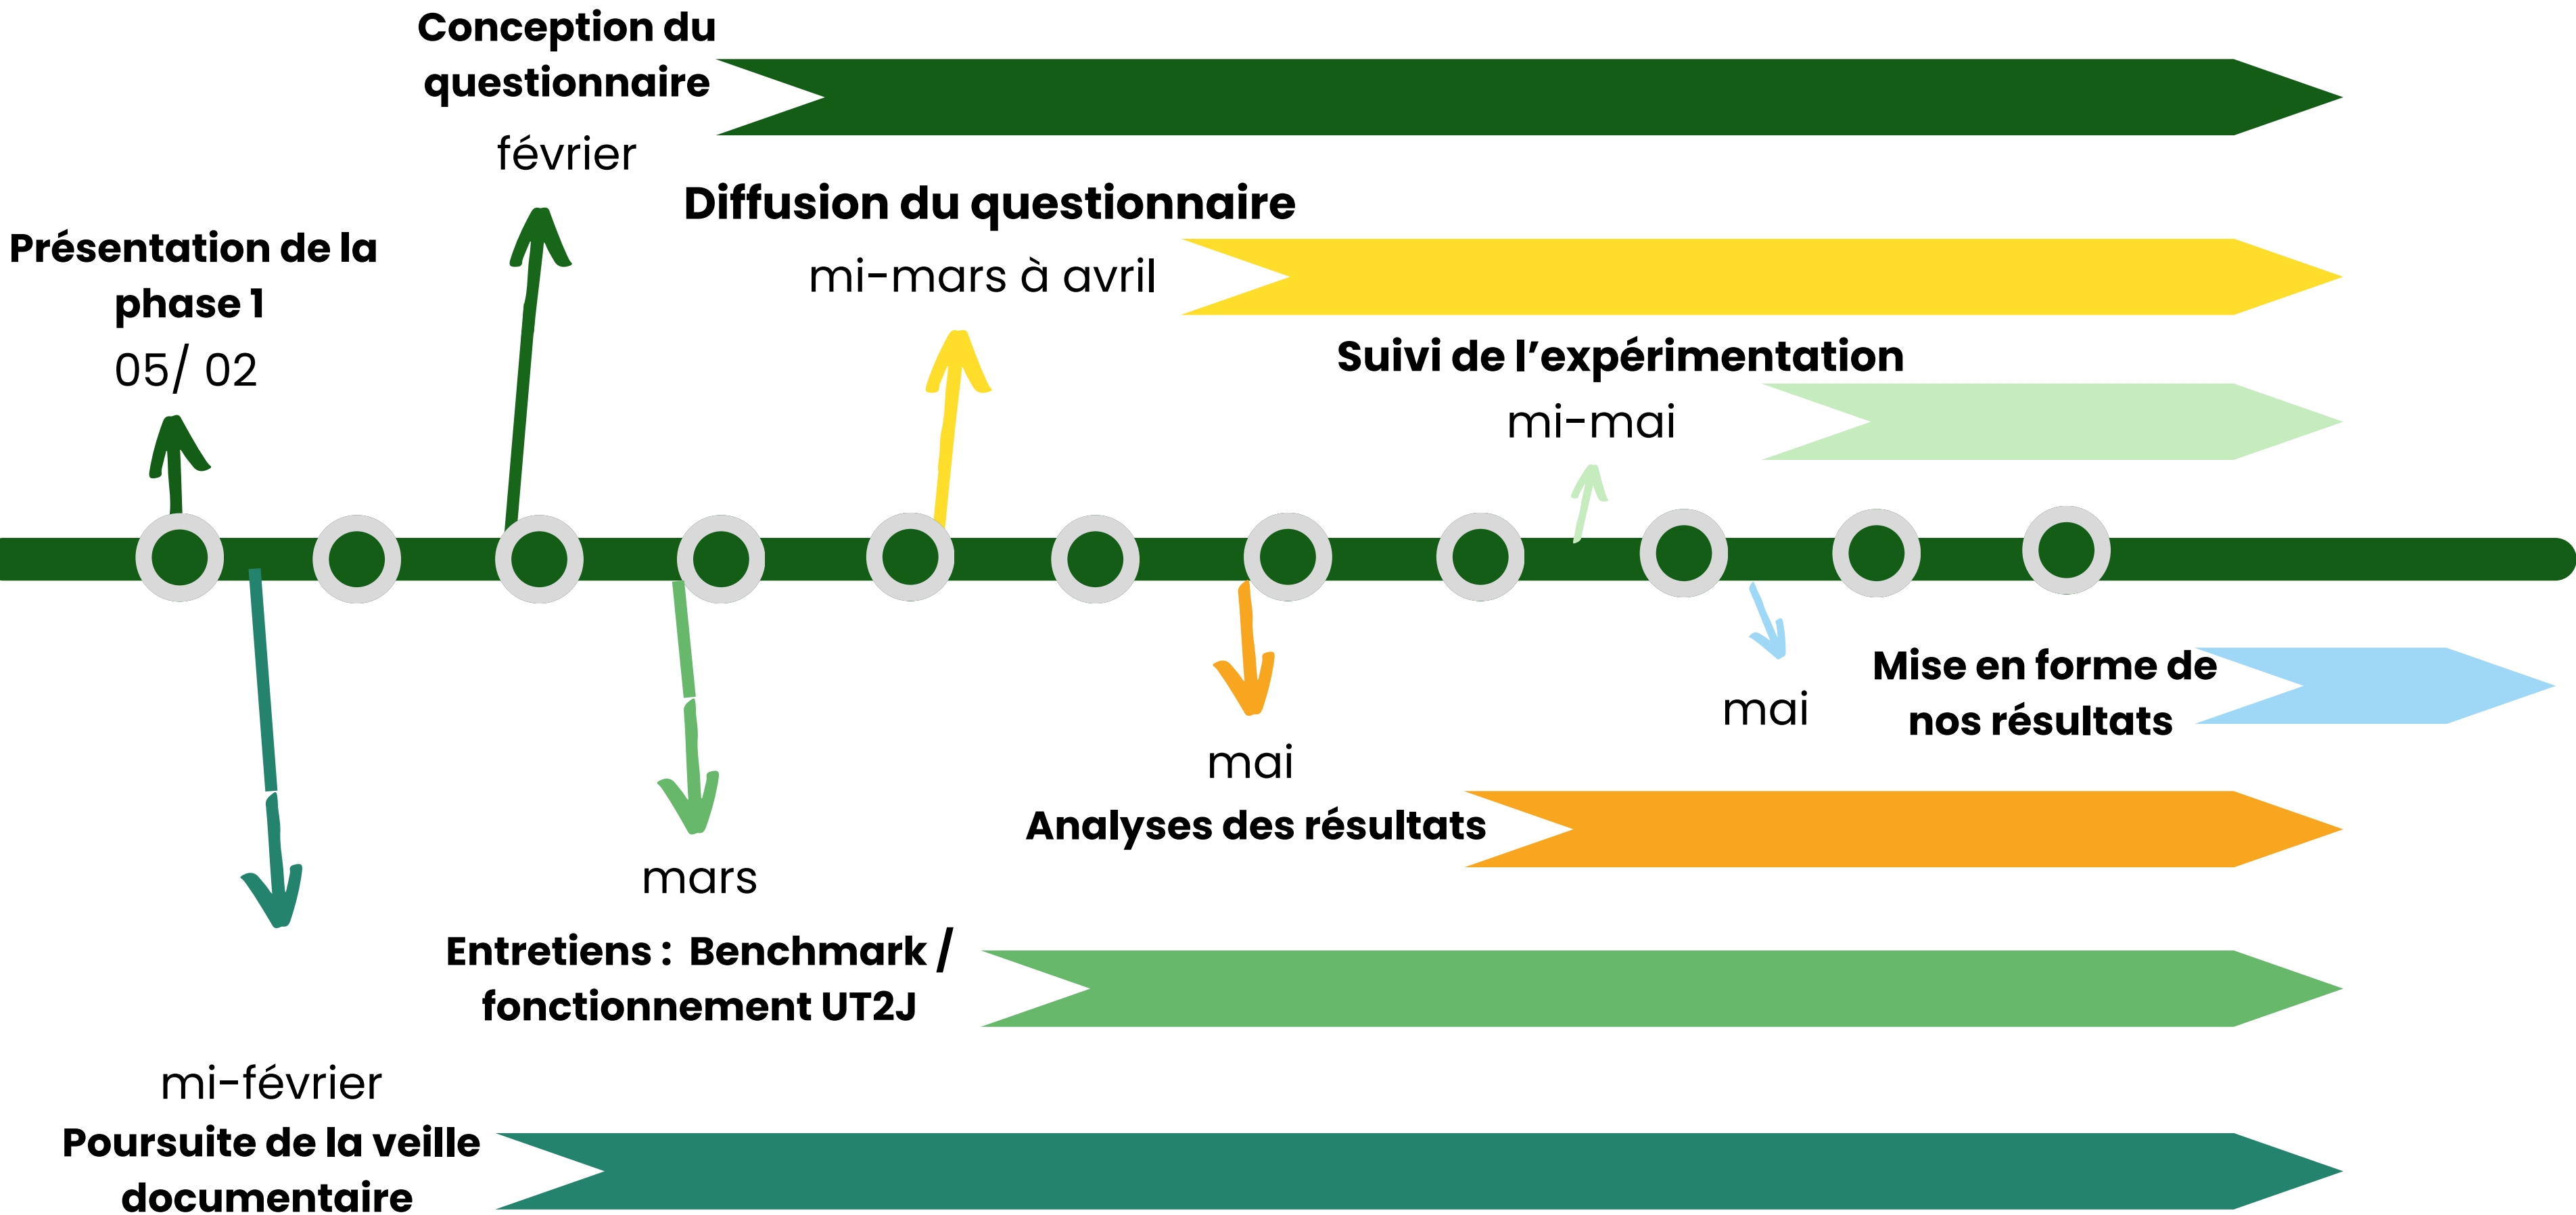 Conception du
questionnaire
février
Diffusion du questionnaire
mi-mars à avril
Présentation de la
phase 1
05/ 02
Suivi de l’expérimentation
mi-mai
Mise en forme de
nos résultats
mai
mai
Analyses des résultats
mars
Entretiens : Benchmark /
fonctionnement UT2J
mi-février
Poursuite de la veille
documentaire